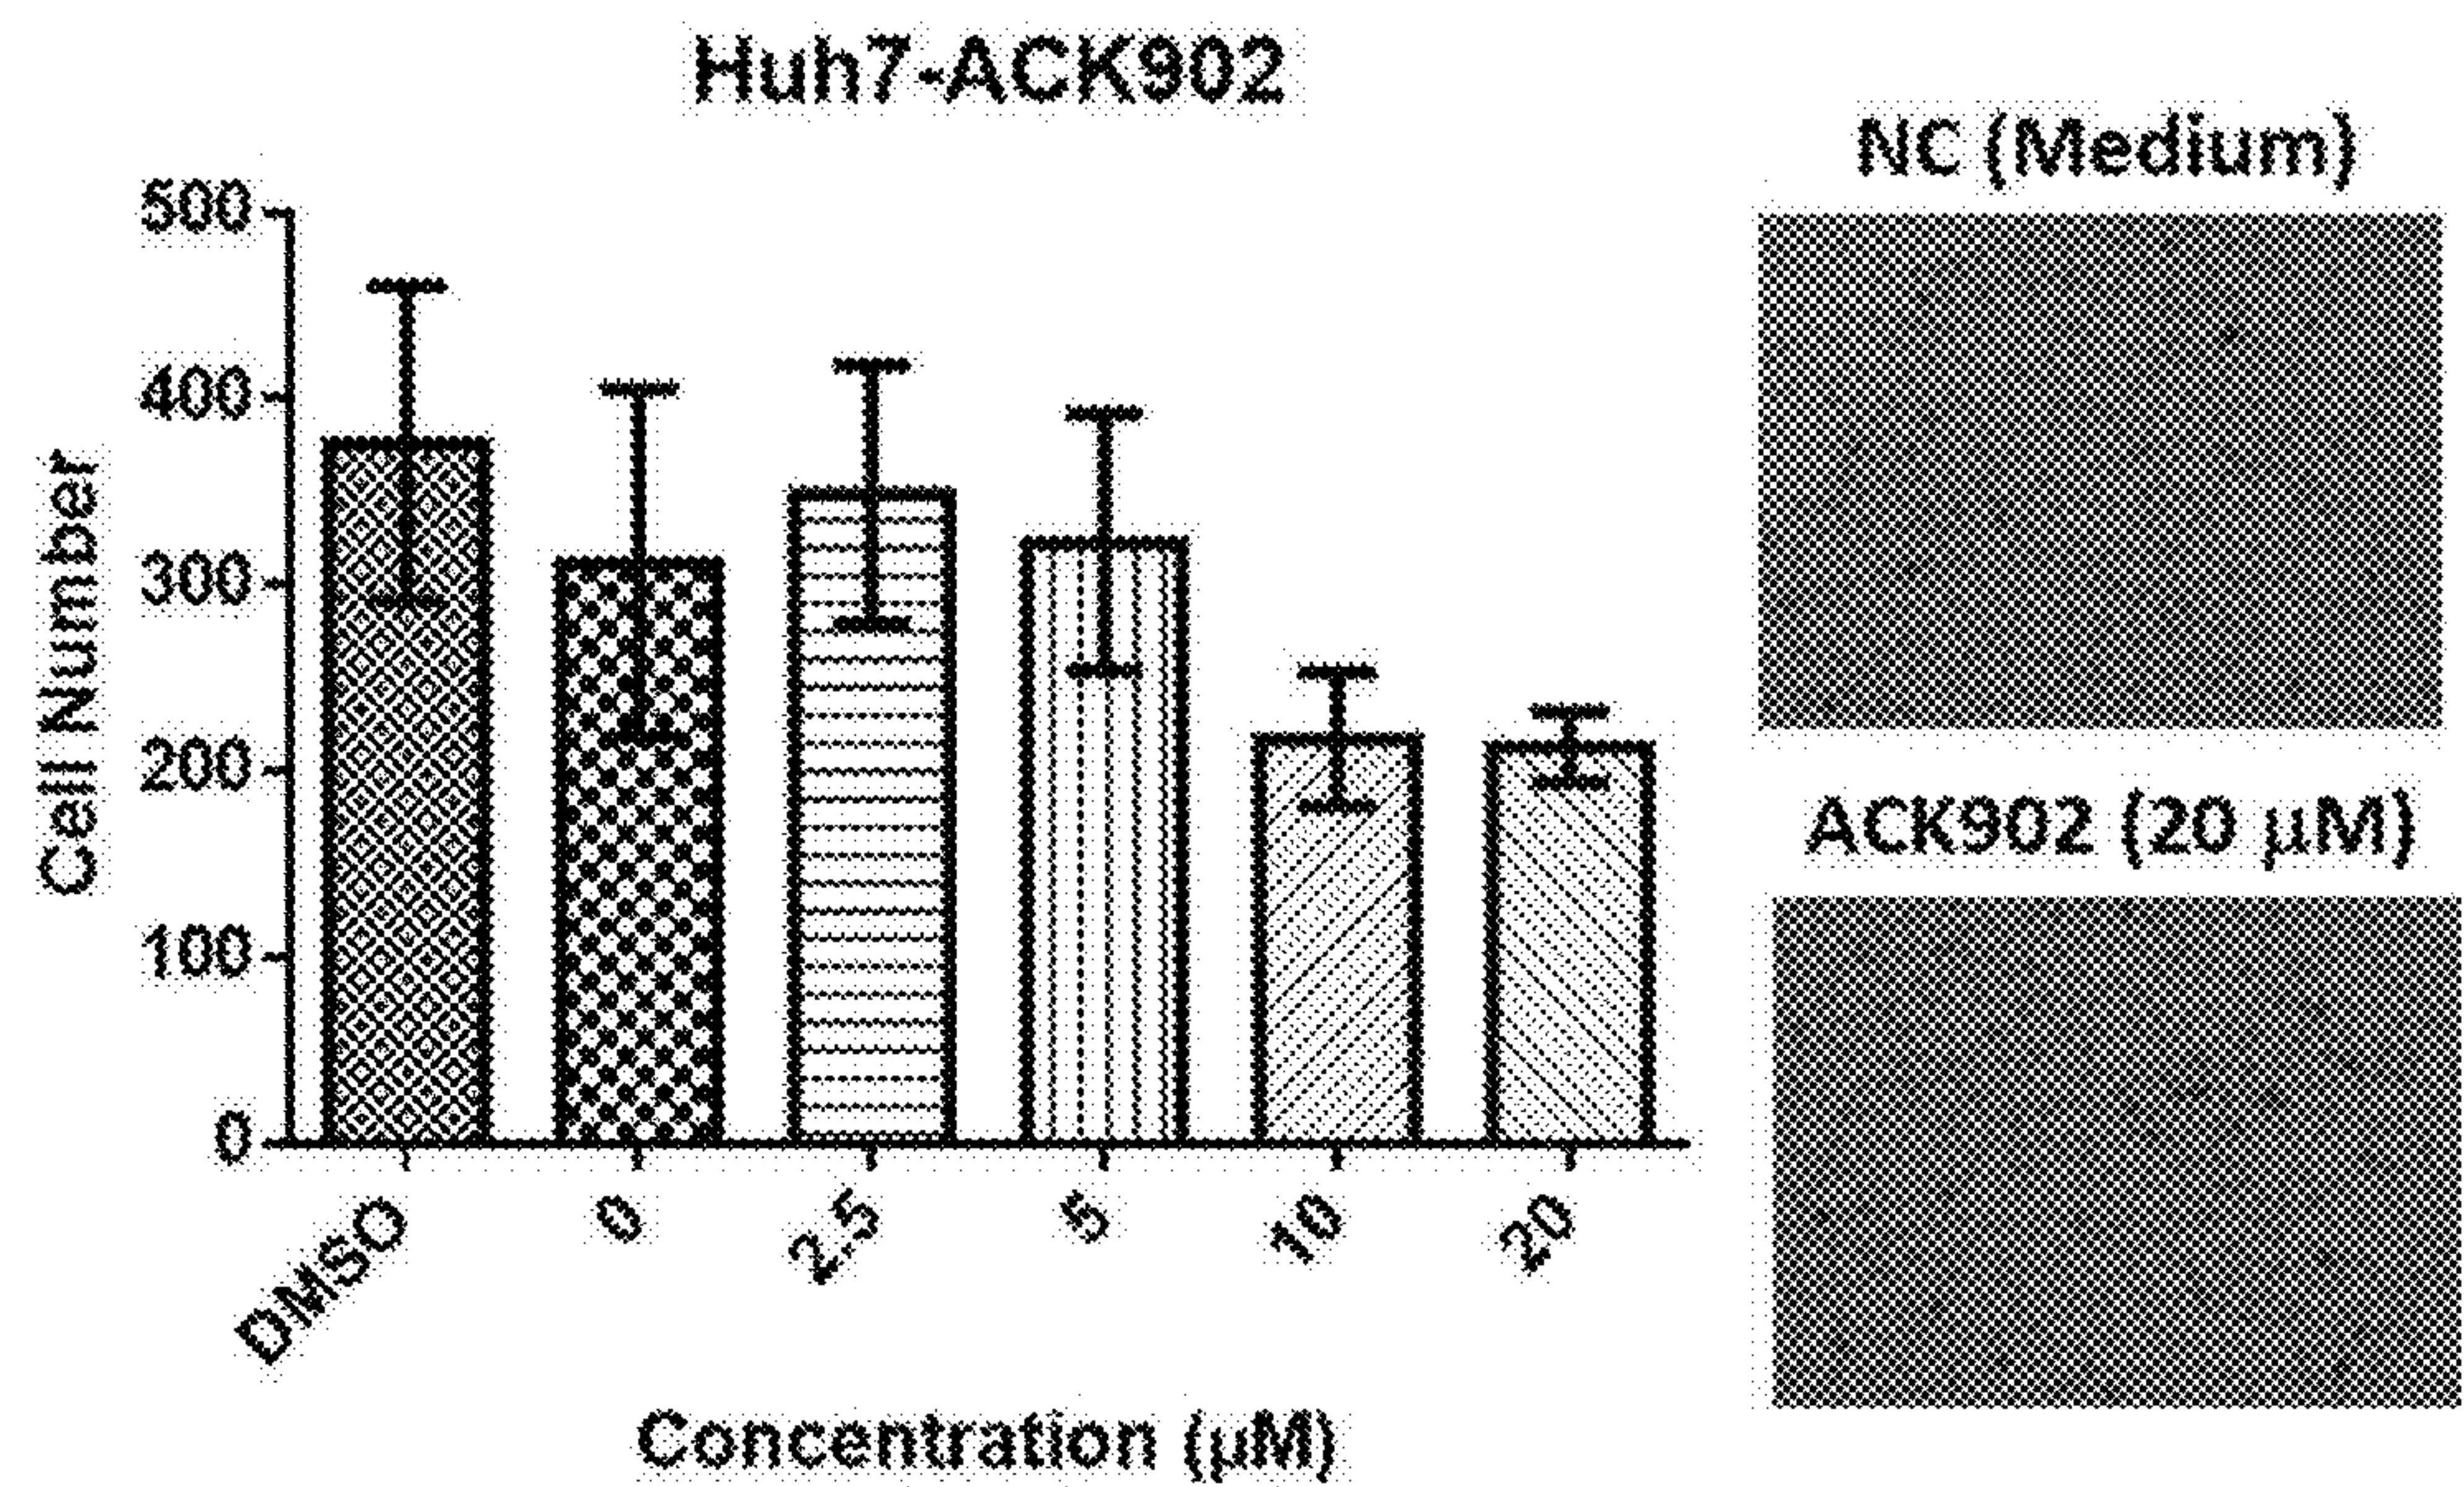 Huh7-ACK902
Cell Number
500
400
300
200
100
0
DMSO
0
2.5
5
10
20
Concentration (µM)
NC (Medium)
ACK902 (20 µM)